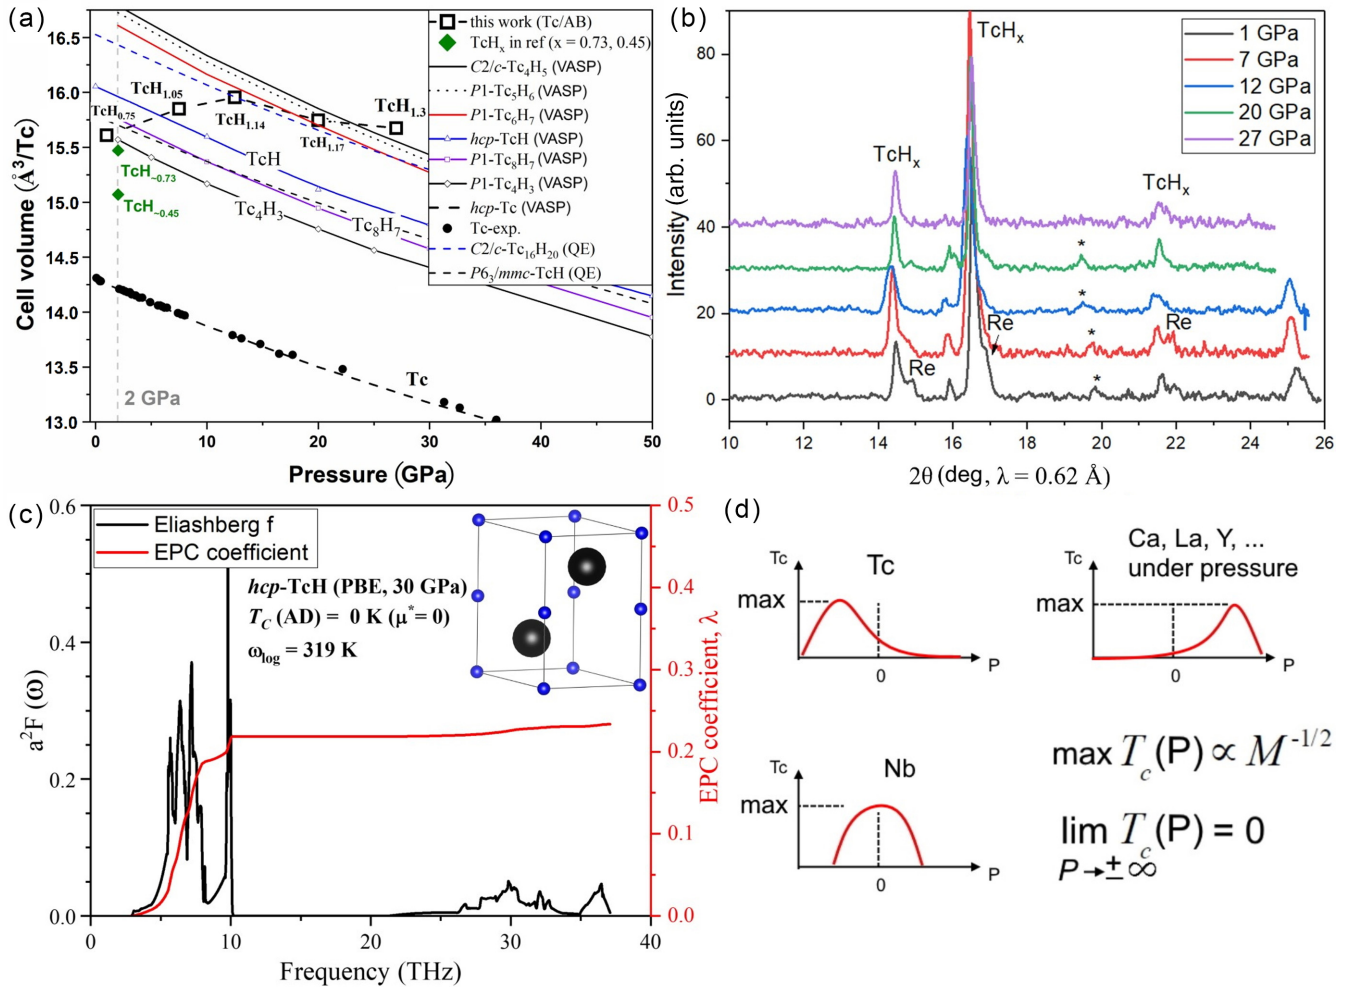 (a)
Cell volume (Å³/Tc)
16.5
16.0
15.5
15.0
14.5
14.0
13.5
13.0
0
10
20
30
40
50
Pressure (GPa)
this work (Tc/AB)
TcHₓ in ref (x = 0.73, 0.45)
C2/c-Tc₄H₅ (VASP)
P1-Tc₅H₆ (VASP)
P1-Tc₆H₇ (VASP)
hcp-TcH (VASP)
P1-Tc₈H₇ (VASP)
P1-Tc₄H₃ (VASP)
hcp-Tc (VASP)
Tc-exp.
C2/c-Tc₁₆H₂₀ (QE)
P6₃/mmc-TcH (QE)
TcH₀.₇₅
TcH₁.₀₅
TcH₁.₁₄
TcH₁.₁₇
TcH₁.₃
TcH~₀.₇₃
TcH~₀.₄₅
TcH
Tc₄H₃
Tc₈H₇
Tc
2 GPa
(b)
Intensity (arb. units)
80
60
40
20
0
10
12
14
16
18
20
22
24
26
2θ (deg, λ = 0.62 Å)
1 GPa
7 GPa
12 GPa
20 GPa
27 GPa
TcHₓ
TcHₓ
TcHₓ
*
*
*
*
Re
Re
Re
(c)
a²F (ω)
0.6
0.4
0.2
0.0
0
10
20
30
40
Frequency (THz)
0.5
0.4
0.3
0.2
0.1
0.0
EPC coefficient, λ
Eliashberg f
EPC coefficient
hcp-TcH (PBE, 30 GPa)
T_C (AD) = 0 K (μ* = 0)
ω_log = 319 K
(d)
Tc
max
Tc
0
P
Ca, La, Y, ...
under pressure
Tc
max
0
P
Tc
Nb
max
0
P
max T_c(P) ∝ M^-1/2
lim T_c(P) = 0
P→±∞